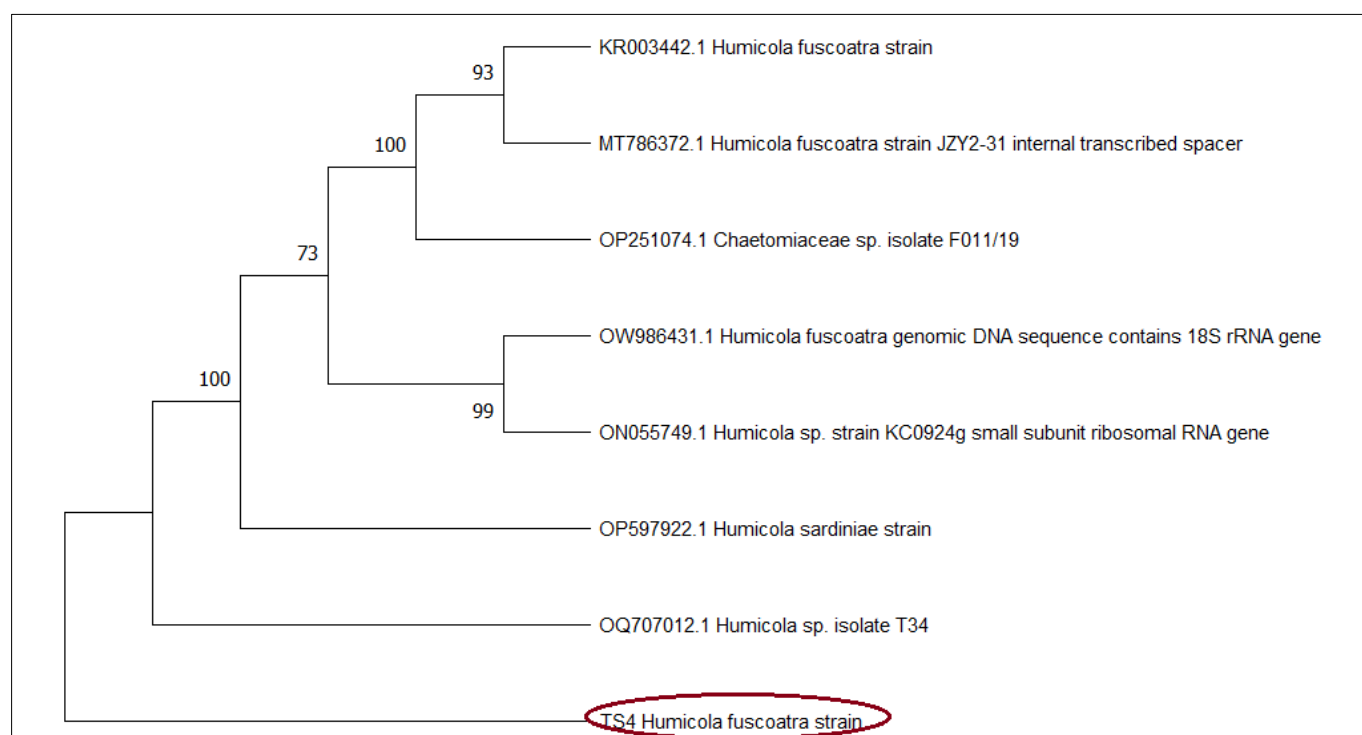 KR003442.1 Humicola fuscoatra strain
93
MT786372.1 Humicola fuscoatra strain JZY2-31 internal transcribed spacer
100
OP251074.1 Chaetomiaceae sp. isolate F011/19
73
OW986431.1 Humicola fuscoatra genomic DNA sequence contains 18S rRNA gene
100
99
ON055749.1 Humicola sp. strain KC0924g small subunit ribosomal RNA gene
OP597922.1 Humicola sardiniae strain
OQ707012.1 Humicola sp. isolate T34
TS4 Humicola fuscoatra strain